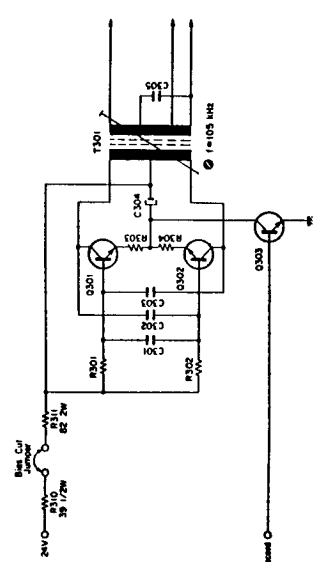 C305
T301
f=105 kHz
C304
R303
R304
Q301
Q302
Q303
C303
C302
C301
R301
R302
R311
82 2W
Bias Cut
Jumper
R310
39 1/2W
24V